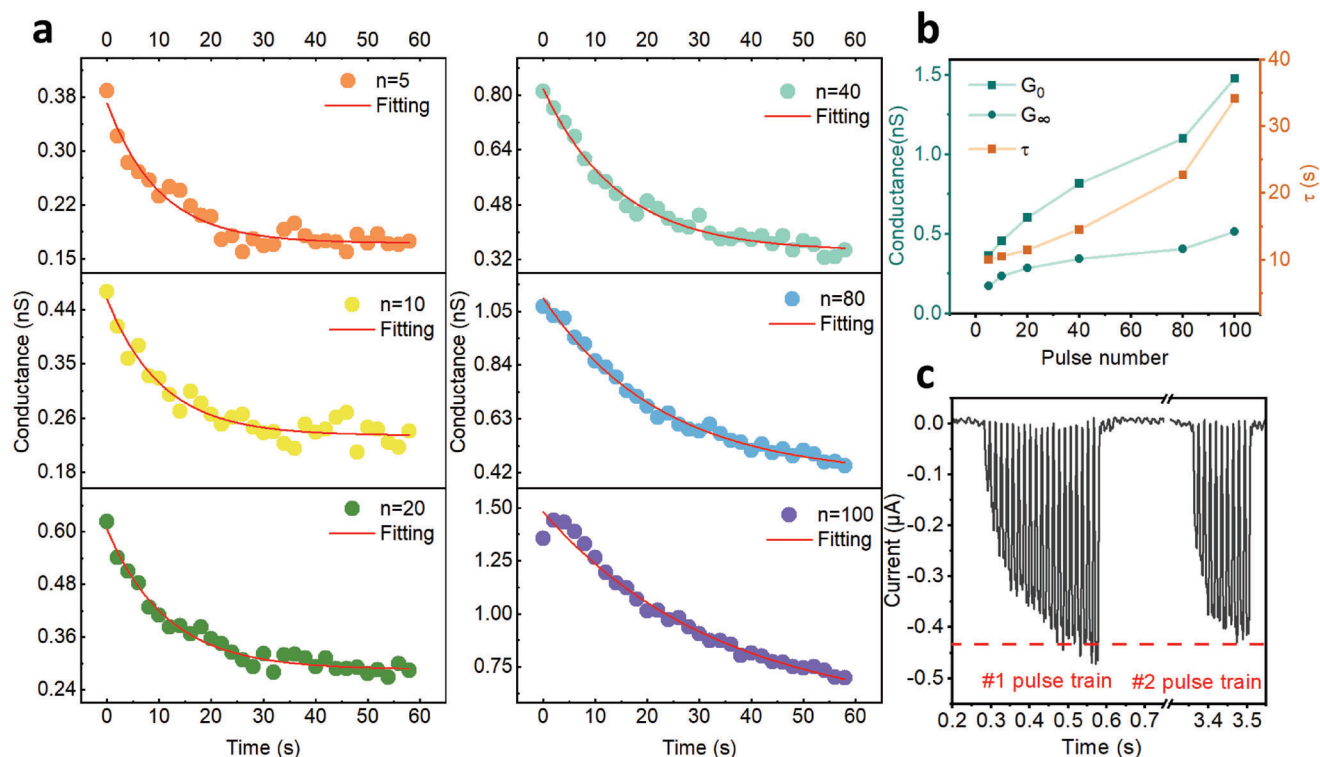 a
0 10 20 30 40 50 60
0.38
0.30
0.22
0.15
n=5
Fitting
0.44
0.35
0.26
0.18
n=10
Fitting
0.60
0.48
0.36
0.24
n=20
Fitting
Conductance (nS)
0 10 20 30 40 50 60
Time (s)
0 10 20 30 40 50 60
0.80
0.64
0.48
0.32
n=40
Fitting
1.05
0.84
0.63
0.42
n=80
Fitting
1.50
1.25
1.00
0.75
n=100
Fitting
Conductance (nS)
0 10 20 30 40 50 60
Time (s)
b
1.5
1.0
0.5
0.0
Conductance(nS)
G₀
G∞
τ
40
30
20
10
τ (s)
0 20 40 60 80 100
Pulse number
c
0.0
-0.1
-0.2
-0.3
-0.4
-0.5
Current (μA)
#1 pulse train #2 pulse train
0.2 0.3 0.4 0.5 0.6 0.7 3.4 3.5
Time (s)